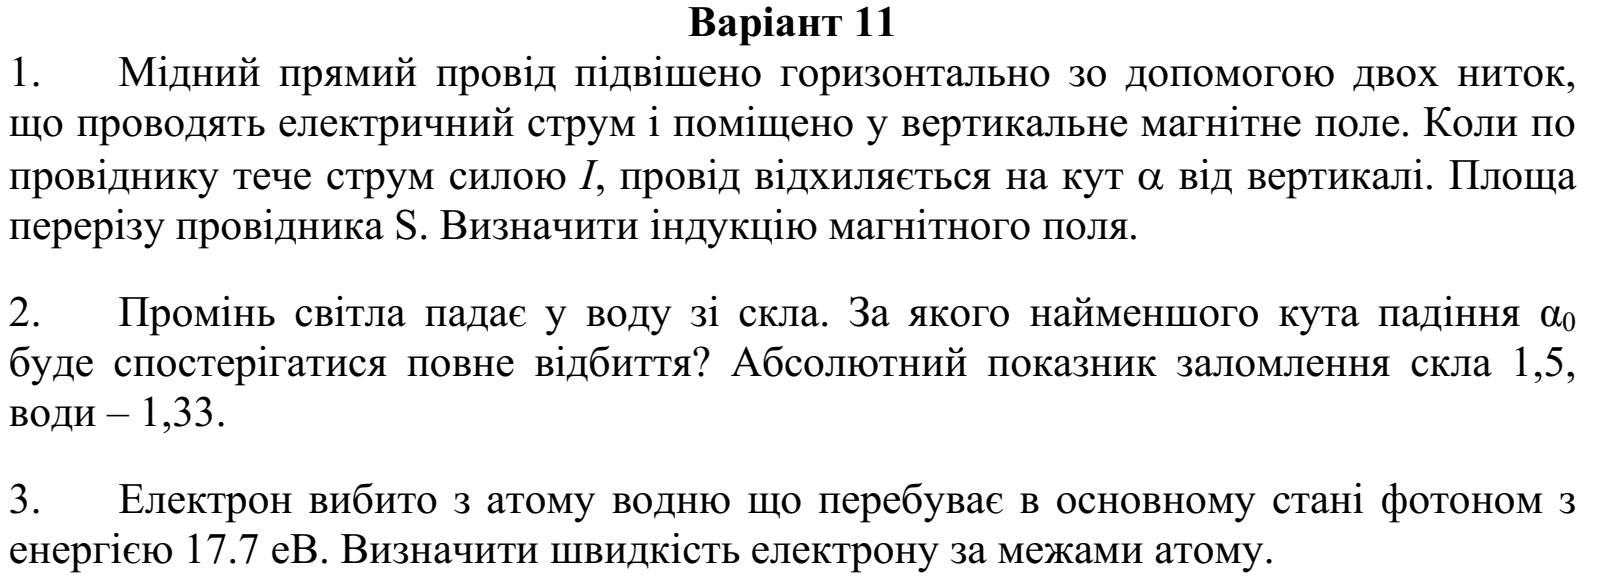 Варіант 11
1. Мідний прямий провід підвішено горизонтально зо допомогою двох ниток,
що проводять електричний струм і поміщено у вертикальне магнітне поле. Коли по
провіднику тече струм силою I, провід відхиляється на кут α від вертикалі. Площа
перерізу провідника S. Визначити індукцію магнітного поля.
2. Промінь світла падає у воду зі скла. За якого найменшого кута падіння α₀
буде спостерігатися повне відбиття? Абсолютний показник заломлення скла 1,5,
води – 1,33.
3. Електрон вибито з атому водню що перебуває в основному стані фотоном з
енергією 17.7 еВ. Визначити швидкість електрону за межами атому.